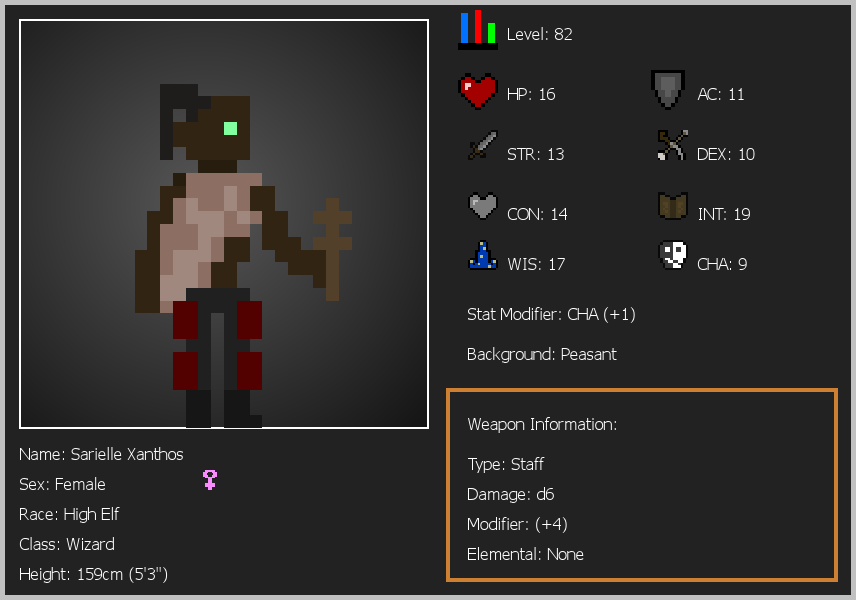 Level: 82
HP: 16
AC: 11
STR: 13
DEX: 10
CON: 14
INT: 19
WIS: 17
CHA: 9
Stat Modifier: CHA (+1)
Background: Peasant
Weapon Information:
Type: Staff
Damage: d6
Modifier: (+4)
Elemental: None
Name: Sarielle Xanthos
Sex: Female
Race: High Elf
Class: Wizard
Height: 159cm (5'3")